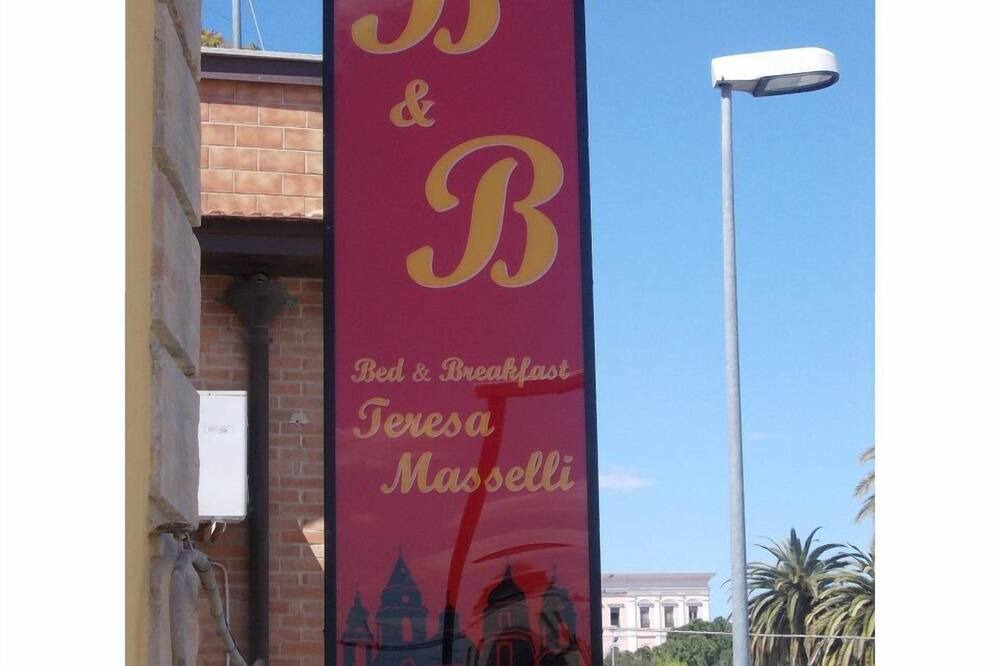 B
&
B
Bed & Breakfast
Teresa
Masselli